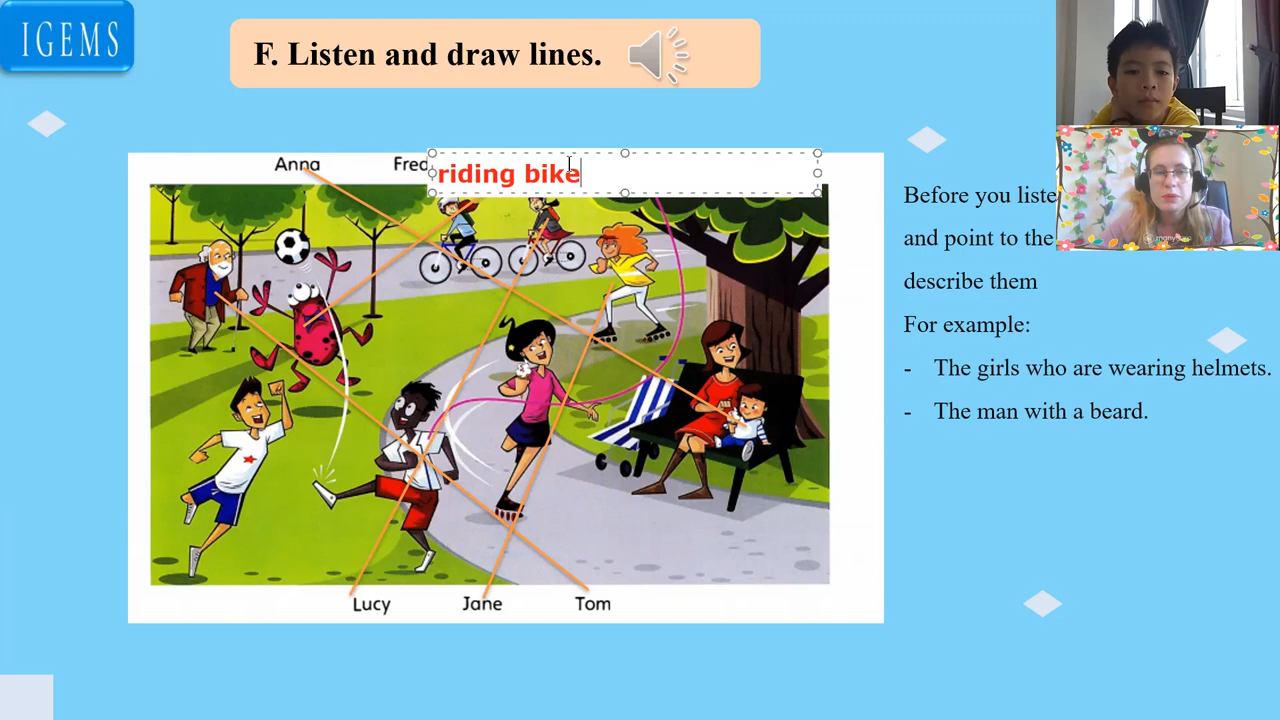 IGEMS
F. Listen and draw lines.
Anna Fred
riding bike
Before you liste
and point to the
describe them
For example:
- The girls who are wearing helmets.
- The man with a beard.
Lucy Jane Tom